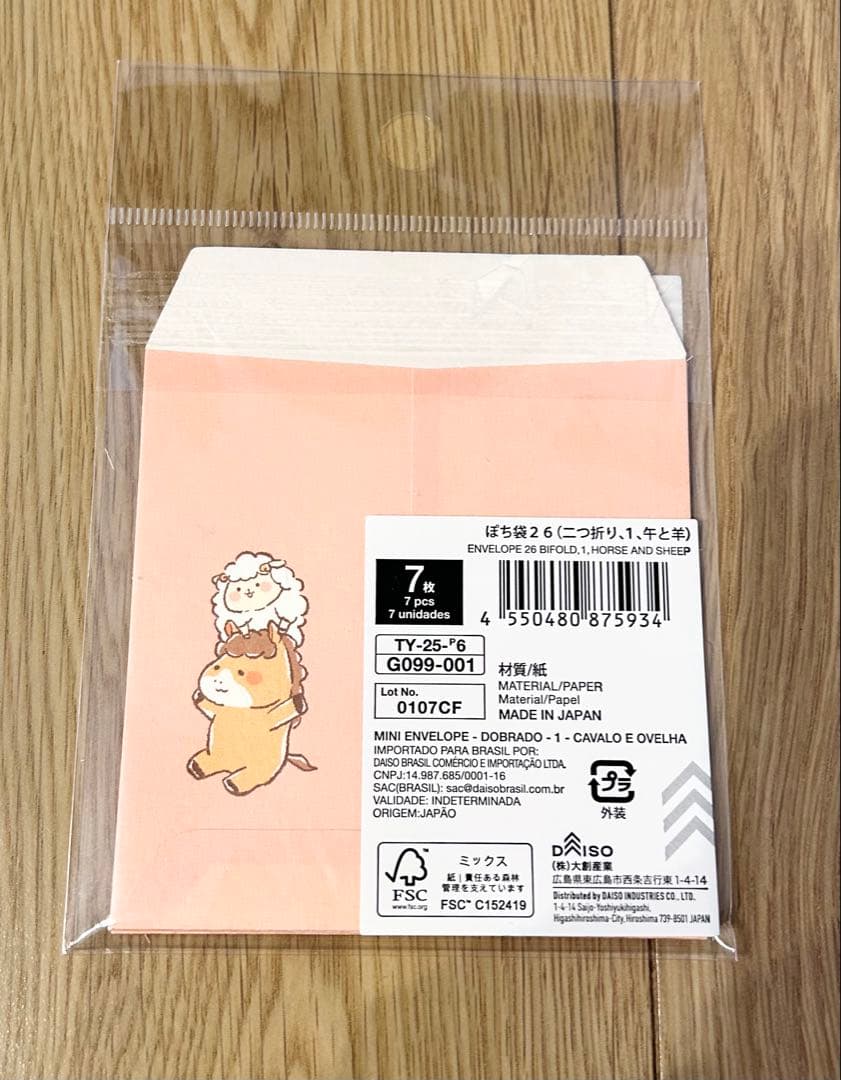 ぽち袋26(二つ折り、1、午と羊)
ENVELOPE 26 BIFOLD,1, HORSE AND SHEEP
7枚
7 pcs
7 unidades
4 550480 875934
TY-25-P6
G099-001
Lot No.
0107CF
材質/紙
MATERIAL/PAPER
Material/Papel
MADE IN JAPAN
MINI ENVELOPE - DOBRADO - 1 - CAVALO E OVELHA
IMPORTADO PARA BRASIL POR:
DAISO BRASIL COMÉRCIO E IMPORTAÇÃO LTDA.
CNPJ:14.987.685/0001-16
SAC(BRASIL): sac@daisobrasil.com.br
VALIDADE: INDETERMINADA
ORIGEM:JAPÃO
プラ
外装
FSC
www.fsc.org
ミックス
紙|責任ある森林
管理を支えています
FSC™ C152419
DAISO
(株)大創産業
広島県東広島市西条吉行東1-4-14
Distributed by DAISO INDUSTRIES CO., LTD.
1-4-14 Saijo-Yoshiyukihigashi,
Higashihiroshima-City, Hiroshima 739-8501 JAPAN